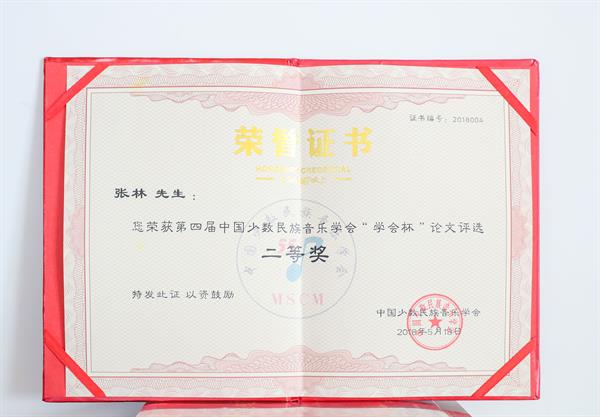 证书编号：2018004
荣誉证书
张林 先生：
您荣获第四届中国少数民族音乐学会“学会杯”论文评选
二等奖
MSCM
特发此证 以资鼓励
中国少数民族音乐学会
2018年5月18日